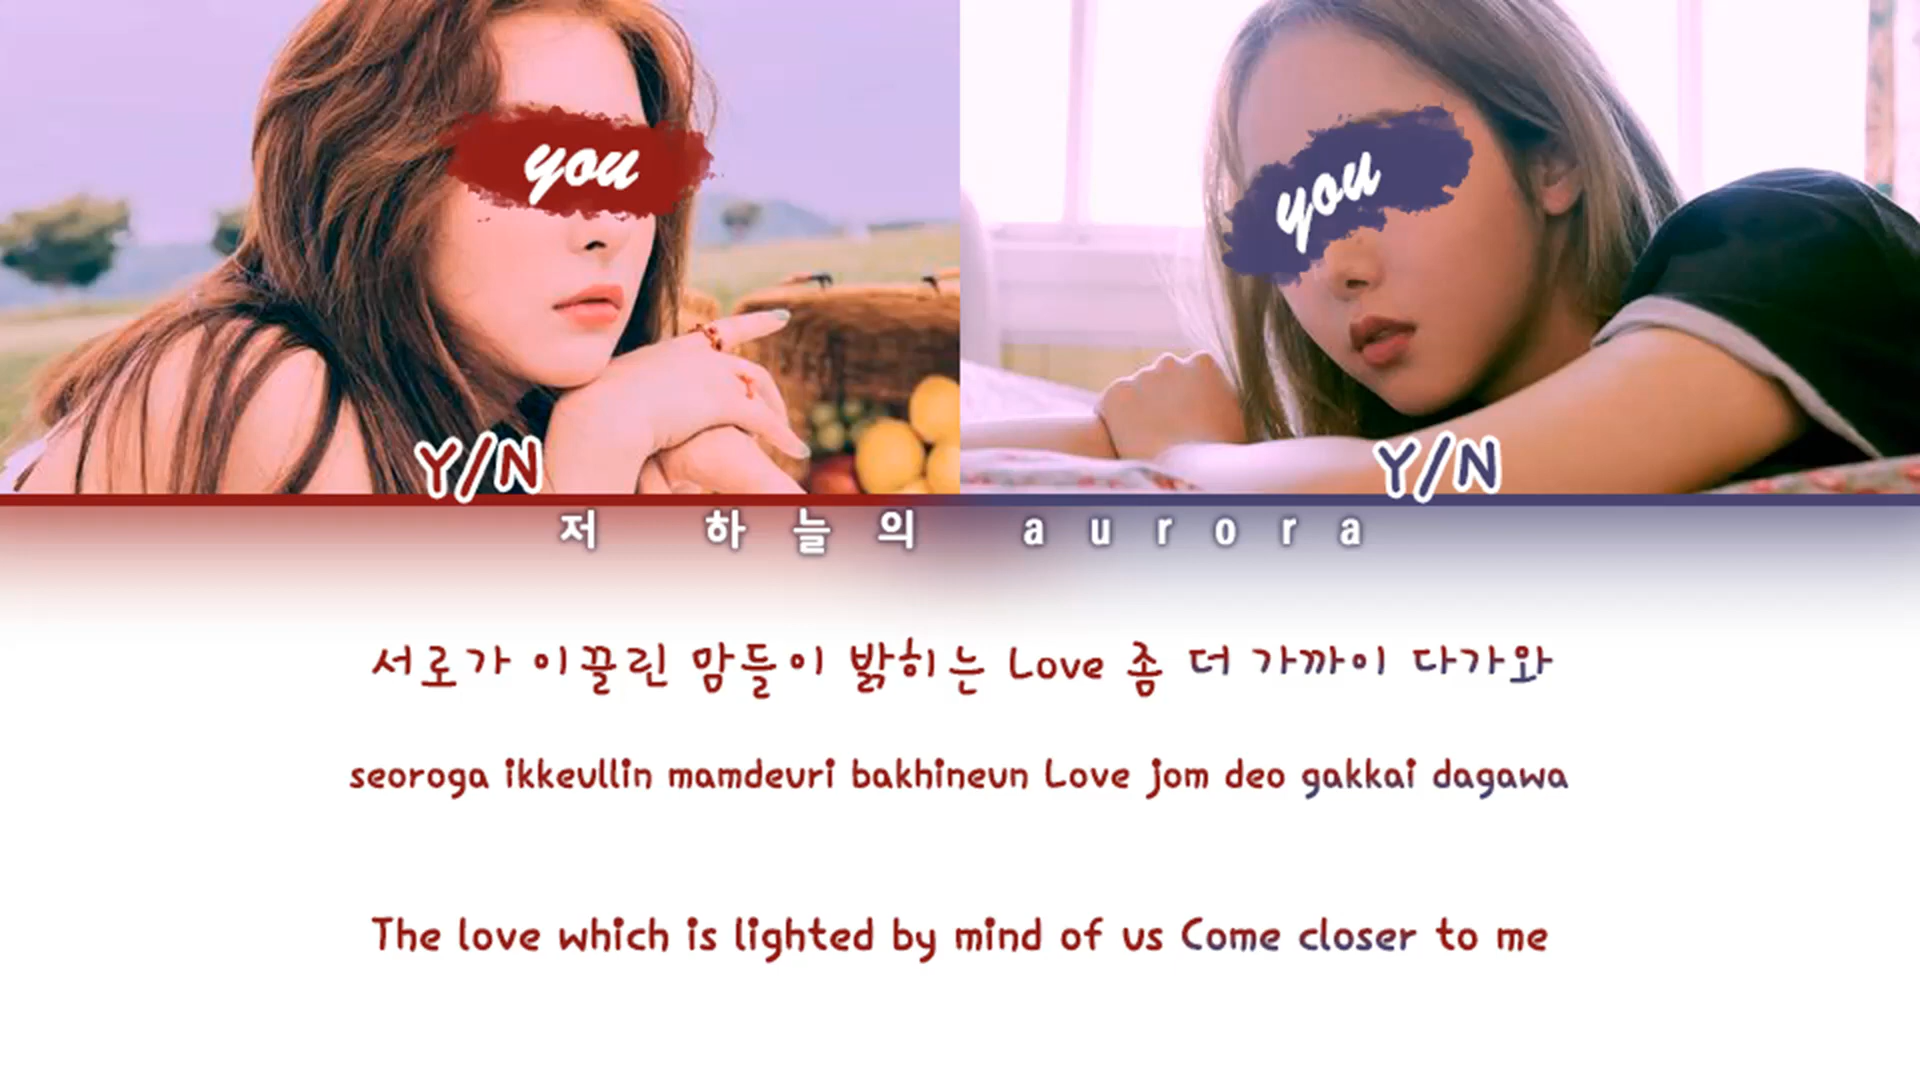 you
you
Y/N
Y/N
저 하늘의 aurora
서로가 이끌린 맘들이 밝히는 Love 좀 더 가까이 다가와
seoroga ikkeullin mamdeuri bakhineun Love jom deo gakkai dagawa
The love which is lighted by mind of us Come closer to me